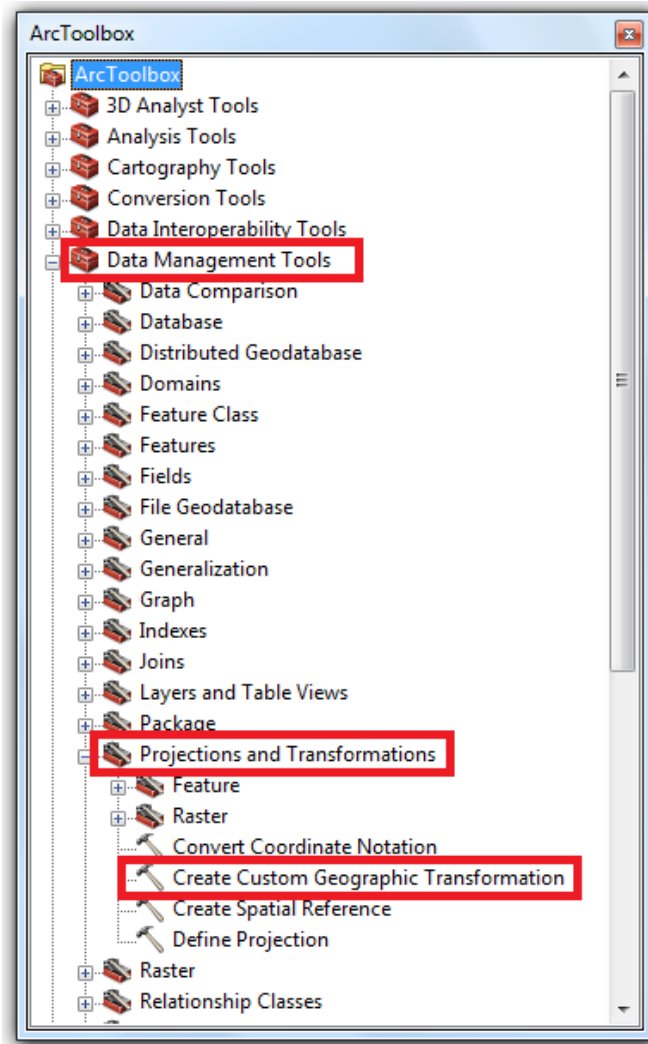 ArcToolbox
ArcToolbox
3D Analyst Tools
Analysis Tools
Cartography Tools
Conversion Tools
Data Interoperability Tools
Data Management Tools
Data Comparison
Database
Distributed Geodatabase
Domains
Feature Class
Features
Fields
File Geodatabase
General
Generalization
Graph
Indexes
Joins
Layers and Table Views
Package
Projections and Transformations
Feature
Raster
Convert Coordinate Notation
Create Custom Geographic Transformation
Create Spatial Reference
Define Projection
Raster
Relationship Classes